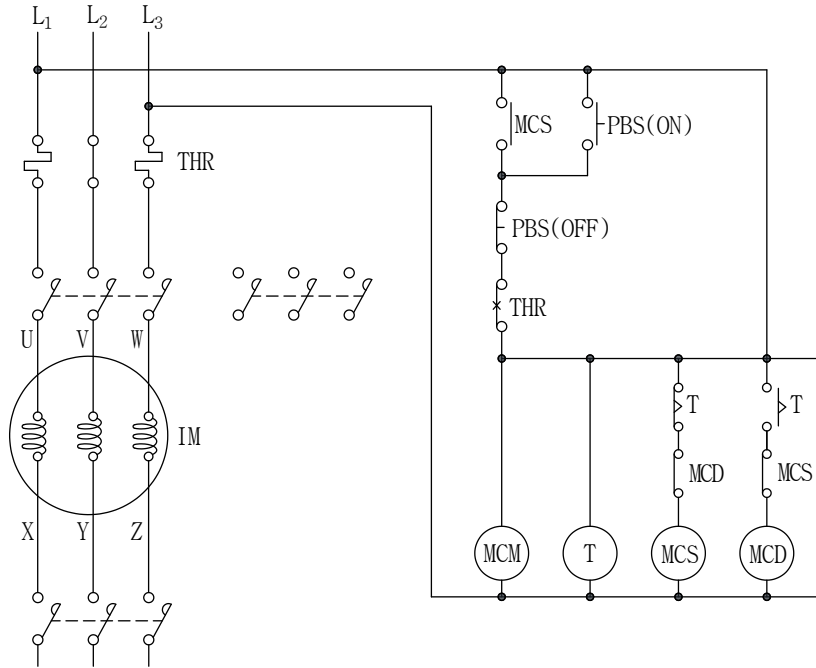 L1 L2 L3
MCS
PBS(ON)
THR
PBS(OFF)
THR
U V W
T
T
IM
MCD
MCS
X Y Z
MCM
T
MCS
MCD